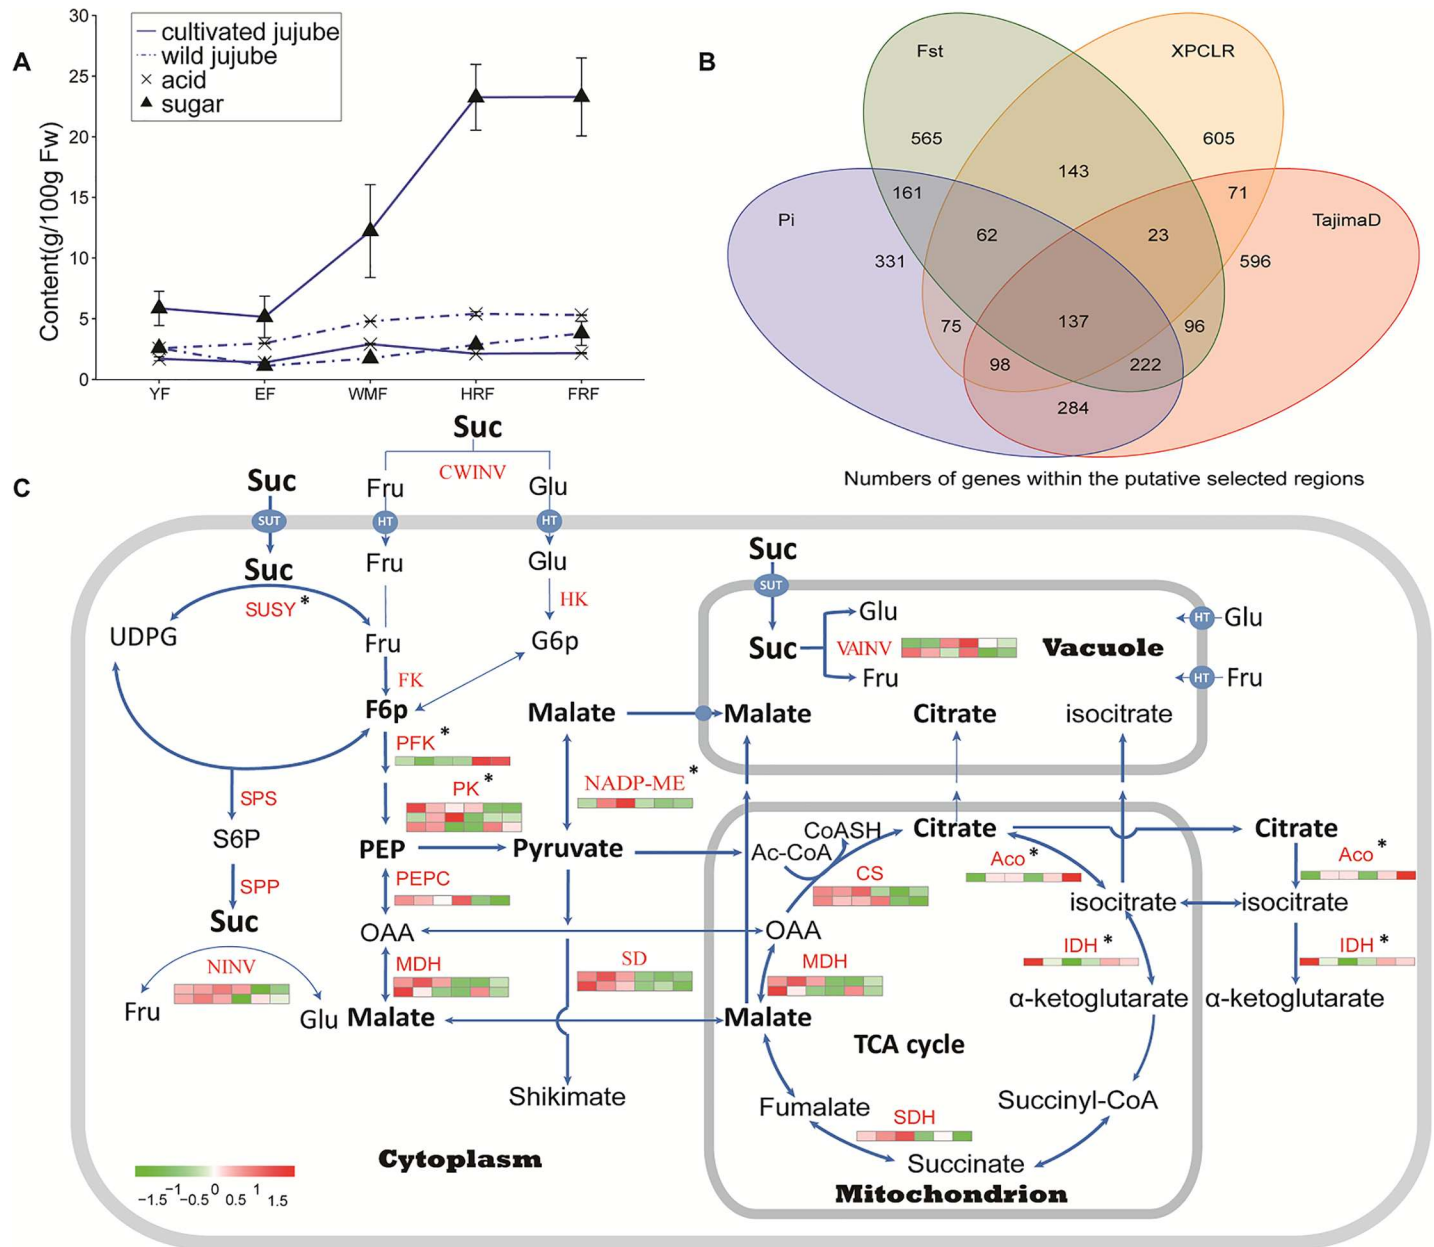 A
30
25
20
15
10
5
0
Content(g/100g Fw)
cultivated jujube
wild jujube
acid
sugar
YF EF WMF HRF FRF
B
Fst XPCLR
Pi TajimaD
565 605
143
161 71
62 23
331 596
75 137 96
98 222
284
Numbers of genes within the putative selected regions
C
Suc
CWINV
Suc Fru Glu
SUT HT HT
Suc Fru Glu
SUSY * HK
UDPG Fru G6p
FK
F6p
PFK *
PK *
SPS
S6P
SPP
Suc
NINV
Fru Glu
PEP Pyruvate
PEPC
OAA
MDH
Malate
Malate
NADP-ME *
SD
Shikimate
Cytoplasm
Suc
SUT
Suc
VAINV
Glu
Fru
Vacuole
HT Glu
HT Fru
Malate Citrate isocitrate
CoASH
Ac-CoA
Citrate
CS
Aco *
isocitrate
OAA
MDH
IDH *
Malate
α-ketoglutarate
TCA cycle
Fumalate
Succinyl-CoA
SDH
Succinate
Mitochondrion
Citrate
Aco *
isocitrate
IDH *
α-ketoglutarate
−1.5 −1 −0.5 0 0.5 1 1.5